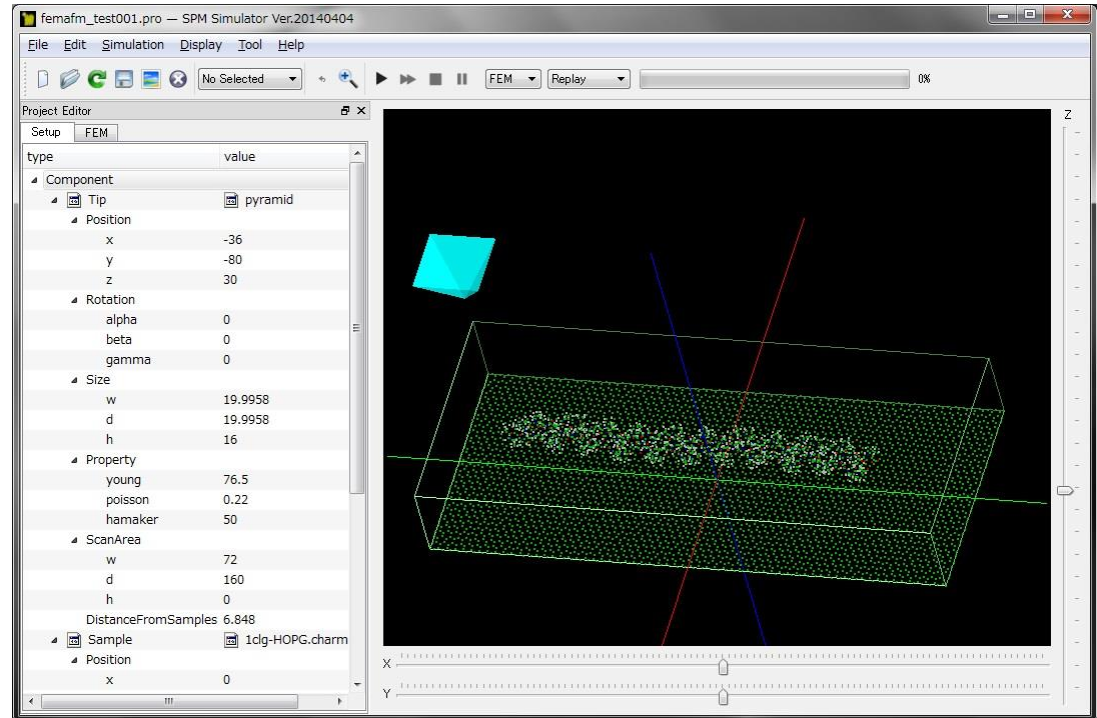 femafm_test001.pro — SPM Simulator Ver.20140404
File Edit Simulation Display Tool Help
No Selected FEM Replay 0%
Project Editor
Setup FEM
type value
Component
Tip pyramid
Position
x -36
y -80
z 30
Rotation
alpha 0
beta 0
gamma 0
Size
w 19.9958
d 19.9958
h 16
Property
young 76.5
poisson 0.22
hamaker 50
ScanArea
w 72
d 160
h 0
DistanceFromSamples 6.848
Sample 1clg-HOPG.charm
Position
x 0
Z
X
Y